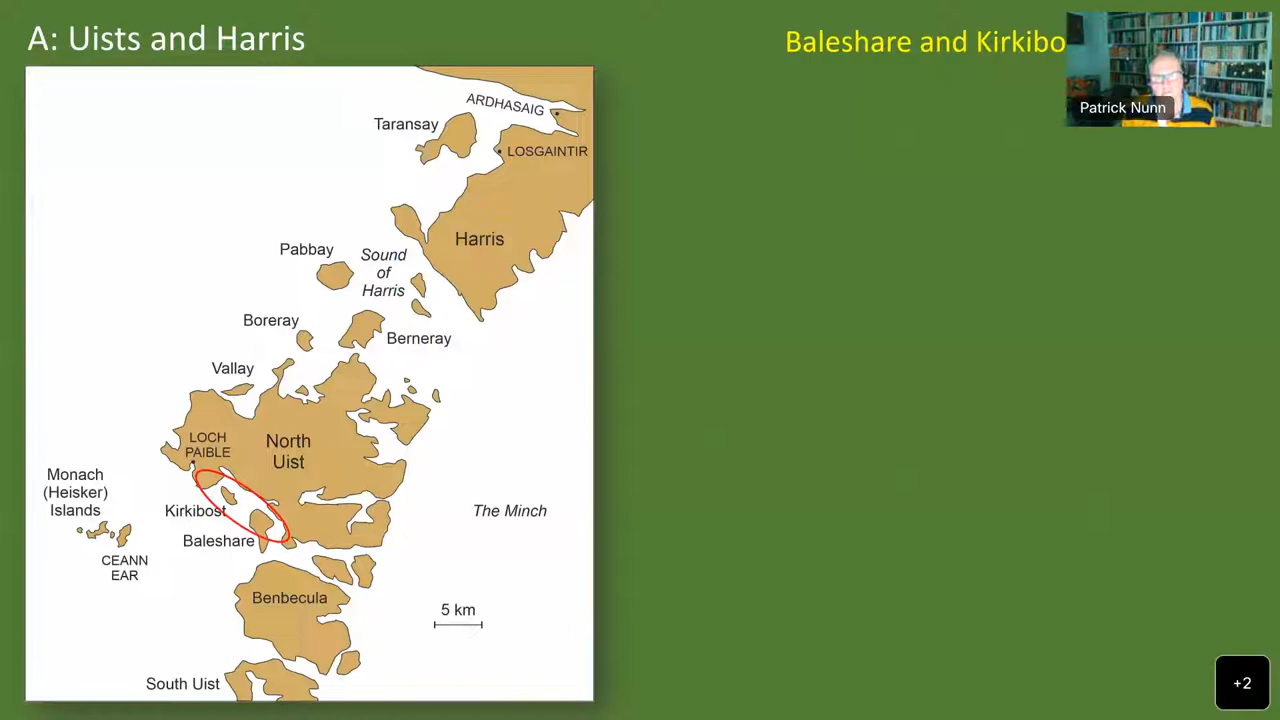 A: Uists and Harris
Baleshare and Kirkibo
Patrick Nunn
ARDHASAIG
Taransay
LOSGAINTIR
Harris
Pabbay
Sound
of
Harris
Boreray
Berneray
Vallay
LOCH
PAIBLE
North
Uist
Monach
(Heisker)
Islands
Kirkibost
The Minch
Baleshare
CEANN
EAR
Benbecula
5 km
South Uist
+2